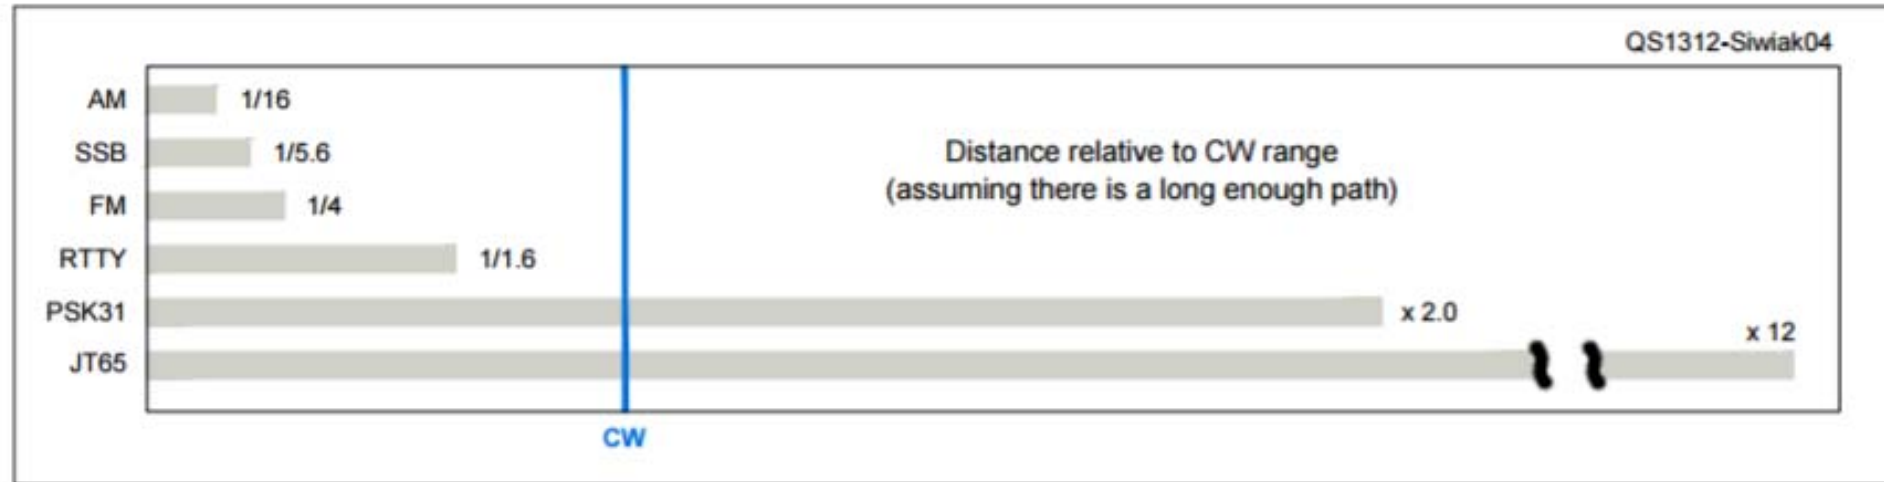 QS1312-Siwiak04
AM 1/16
SSB 1/5.6
Distance relative to CW range
(assuming there is a long enough path)
FM 1/4
RTTY 1/1.6
PSK31 x 2.0
JT65 x 12
CW